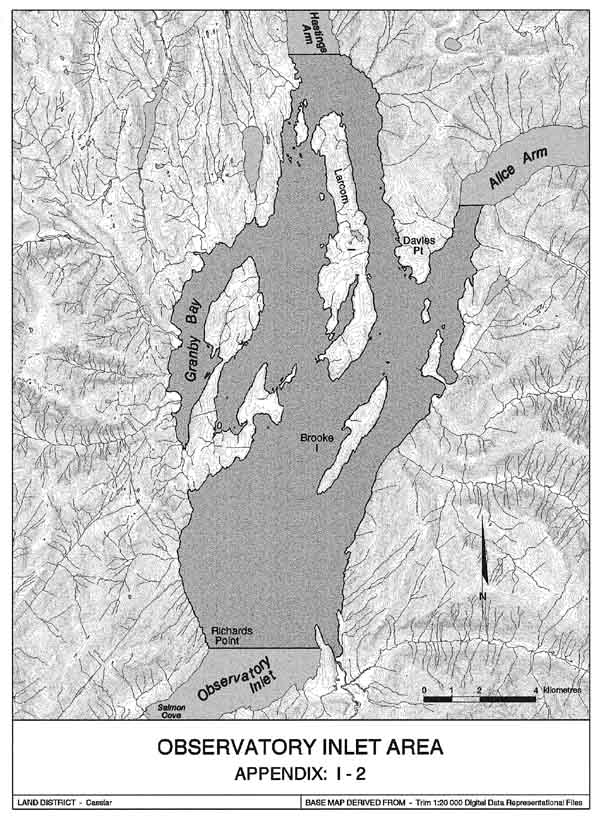 Hastings
Arm
Alice Arm
Larcom
I
Davies
Pt
Granby Bay
Brooke
I
N
Richards
Point
Observatory
Inlet
Salmon
Cove
0 1 2 4 kilometres
OBSERVATORY INLET AREA
APPENDIX: I - 2
LAND DISTRICT - Cassiar
BASE MAP DERIVED FROM - Trim 1:20 000 Digital Data Representational Files